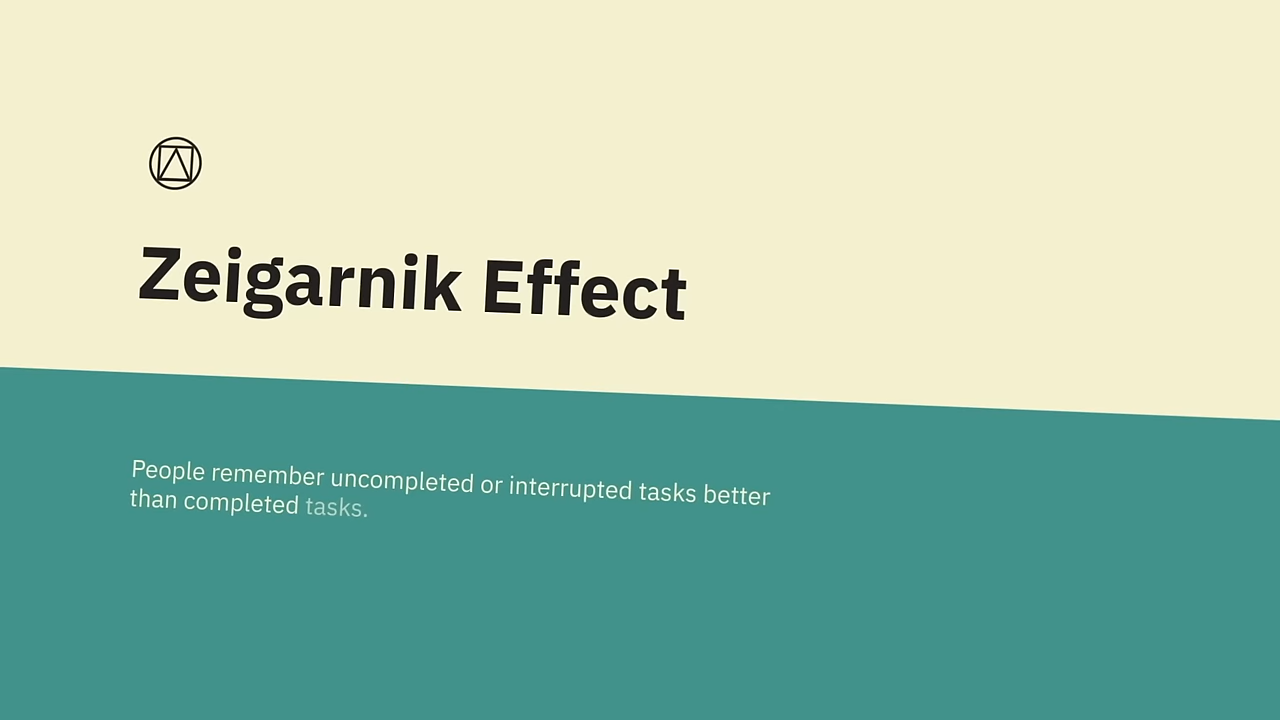 Zeigarnik Effect
People remember uncompleted or interrupted tasks better
than completed tasks.